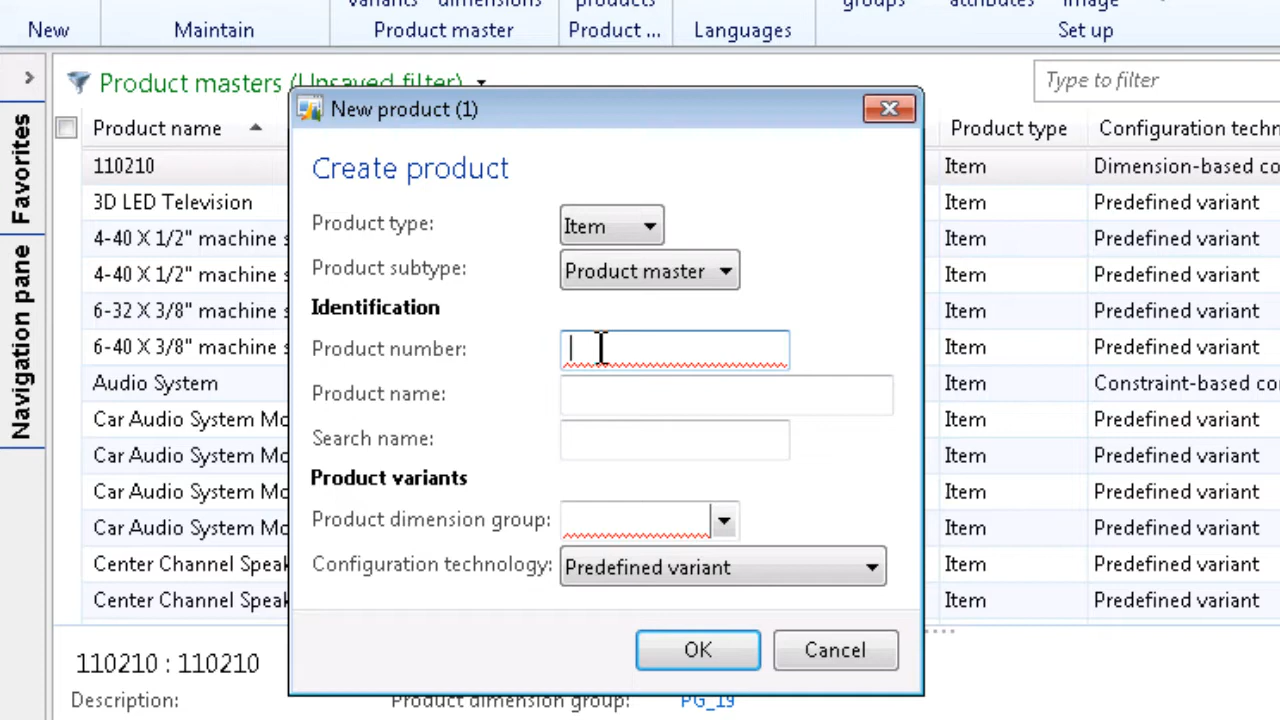 variants dimensions products groups attributes image
New Maintain Product master Product ... Languages Set up
Product masters (Unsaved filter)
Type to filter
Favorites
Navigation pane
Product name Product type Configuration techn
110210 Item Dimension-based co
3D LED Television Item Predefined variant
4-40 X 1/2" machine s Item Predefined variant
4-40 X 1/2" machine s Item Predefined variant
6-32 X 3/8" machine s Item Predefined variant
6-40 X 3/8" machine s Item Predefined variant
Audio System Item Constraint-based co
Car Audio System Mo Item Predefined variant
Car Audio System Mo Item Predefined variant
Car Audio System Mo Item Predefined variant
Car Audio System Mo Item Predefined variant
Center Channel Speak Item Predefined variant
Center Channel Speak Item Predefined variant
New product (1)
Create product
Product type: Item
Product subtype: Product master
Identification
Product number:
Product name:
Search name:
Product variants
Product dimension group:
Configuration technology: Predefined variant
OK Cancel
110210 : 110210
Description: Product dimension group: PG_19